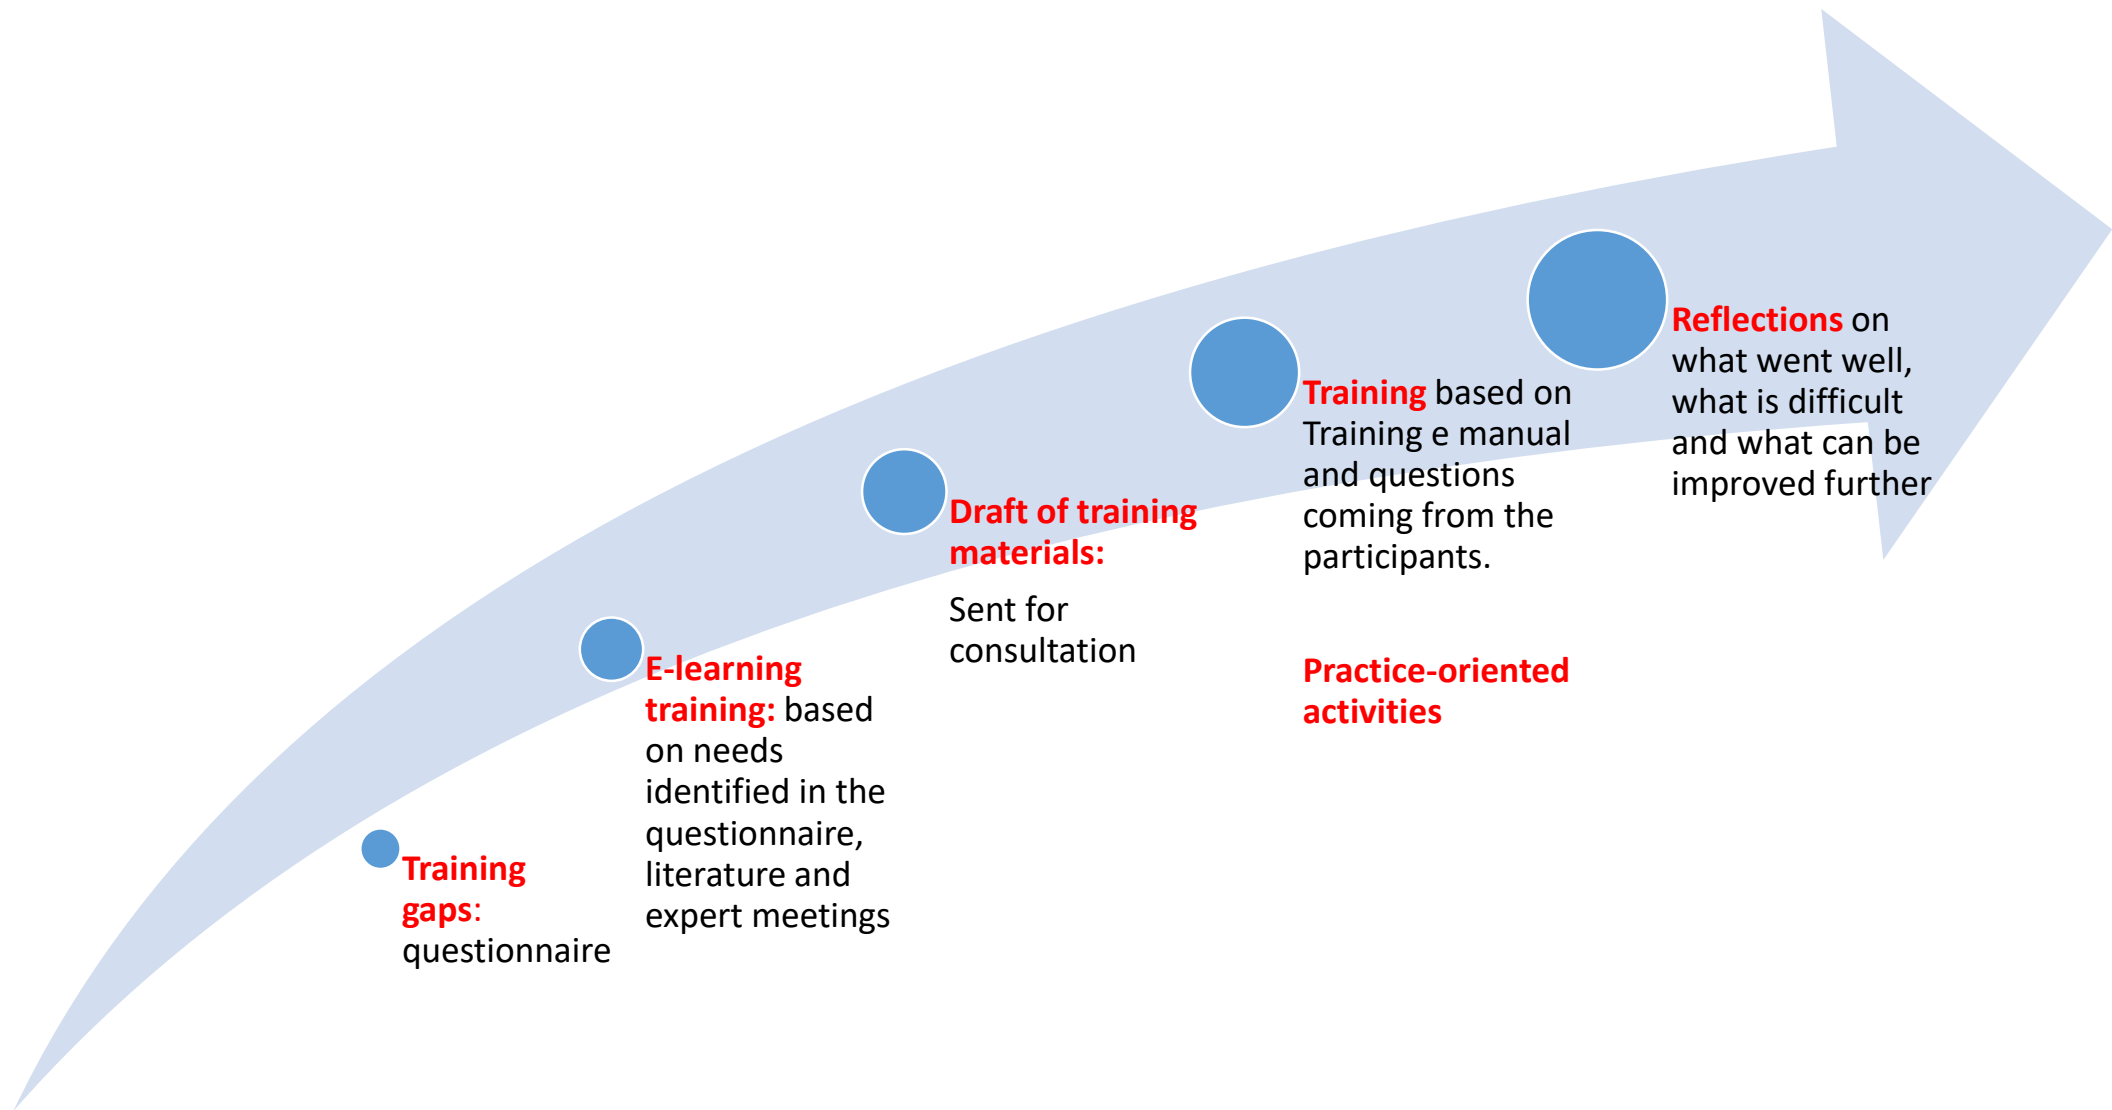 Training
gaps:
questionnaire
E-learning
training: based
on needs
identified in the
questionnaire,
literature and
expert meetings
Draft of training
materials:
Sent for
consultation
Training based on
Training e manual
and questions
coming from the
participants.
Practice-oriented
activities
Reflections on
what went well,
what is difficult
and what can be
improved further